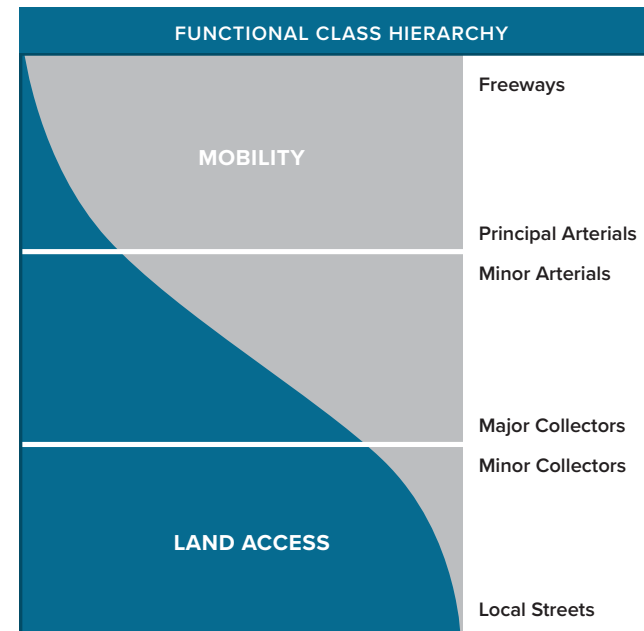 FUNCTIONAL CLASS HIERARCHY
Freeways
MOBILITY
Principal Arterials
Minor Arterials
Major Collectors
Minor Collectors
LAND ACCESS
Local Streets